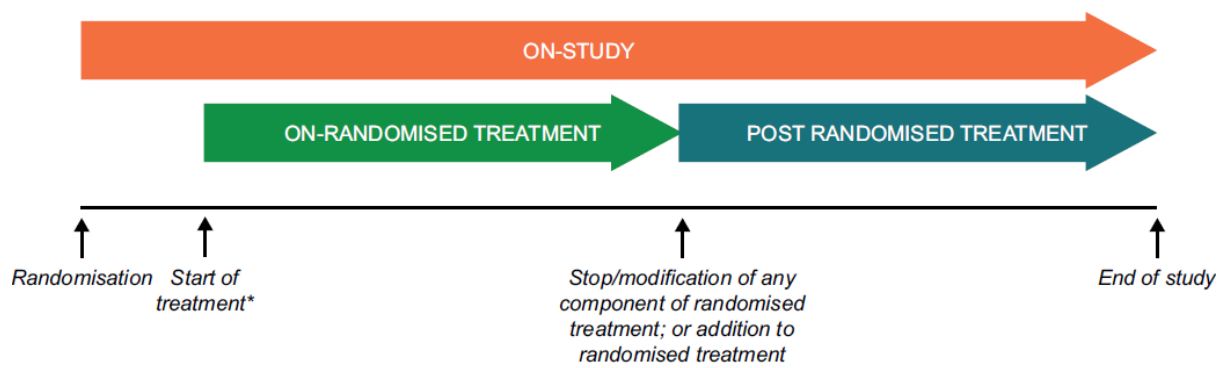 ON-STUDY
ON-RANDOMISED TREATMENT
POST RANDOMISED TREATMENT
Randomisation
Start of
treatment*
Stop/modification of any
component of randomised
treatment; or addition to
randomised treatment
End of study